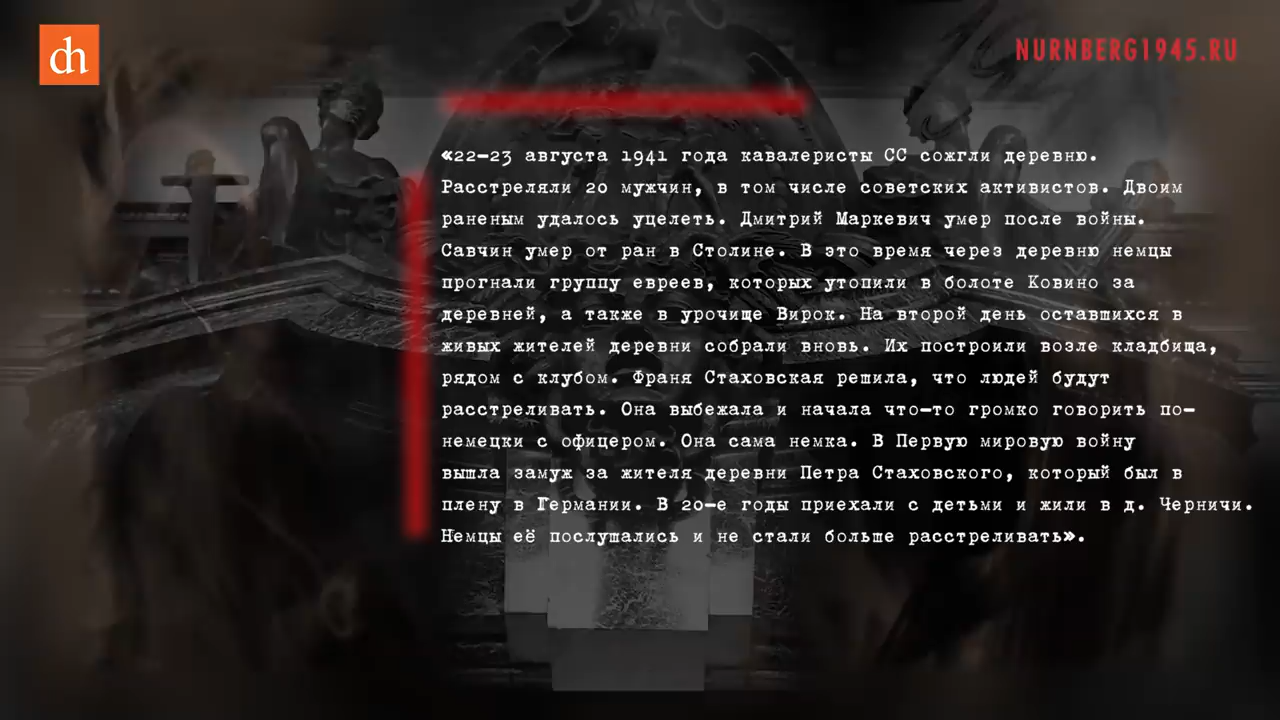 dh
NURNBERG1945.RU
«22-23 августа 1941 года кавалеристы СС сожгли деревню.
Расстреляли 20 мужчин, в том числе советских активистов. Двоим
раненым удалось уцелеть. Дмитрий Маркевич умер после войны.
Савчин умер от ран в Столине. В это время через деревню немцы
прогнали группу евреев, которых утопили в болоте Ковино за
деревней, а также в урочище Вирок. На второй день оставшихся в
живых жителей деревни собрали вновь. Их построили возле кладбища,
рядом с клубом. Франя Стаховская решила, что людей будут
расстреливать. Она выбежала и начала что-то громко говорить по-
немецки с офицером. Она сама немка. В Первую мировую войну
вышла замуж за жителя деревни Петра Стаховского, который был в
плену в Германии. В 20-е годы приехали с детьми и жили в д. Черничи.
Немцы её послушались и не стали больше расстреливать».